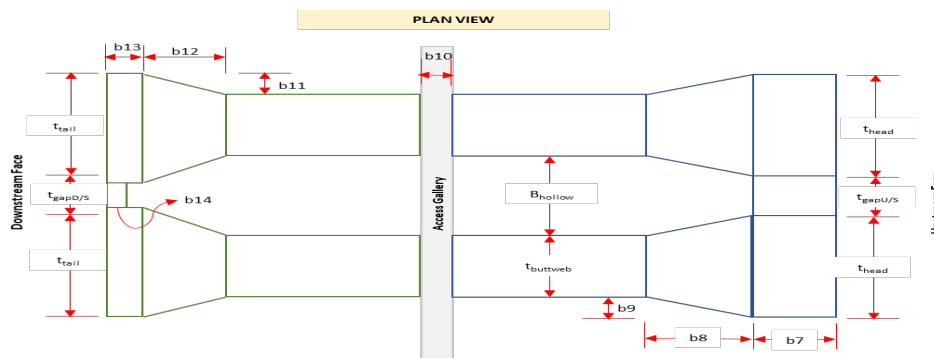 PLAN VIEW
b13
b12
b10
b11
t_tail
t_head
Downstream Face
t_gapD/S
b14
Access Gallery
B_hollow
t_gapU/S
t_tail
t_buttweb
t_head
b9
b8
b7